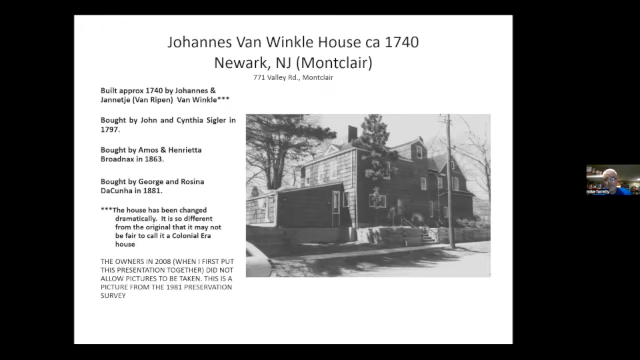 Johannes Van Winkle House ca 1740
Newark, NJ (Montclair)
771 Valley Rd., Montclair
Built approx 1740 by Johannes &
Jannetje (Van Ripen) Van Winkle***
Bought by John and Cynthia Sigler in
1797.
Bought by Amos & Henrietta
Broadnax in 1863.
Bought by George and Rosina
DaCunha in 1881.
***The house has been changed
dramatically. It is so different
from the original that it may not
be fair to call it a Colonial Era
house
THE OWNERS IN 2008 (WHEN I FIRST PUT
THIS PRESENTATION TOGETHER) DID NOT
ALLOW PICTURES TO BE TAKEN. THIS IS A
PICTURE FROM THE 1981 PRESERVATION
SURVEY